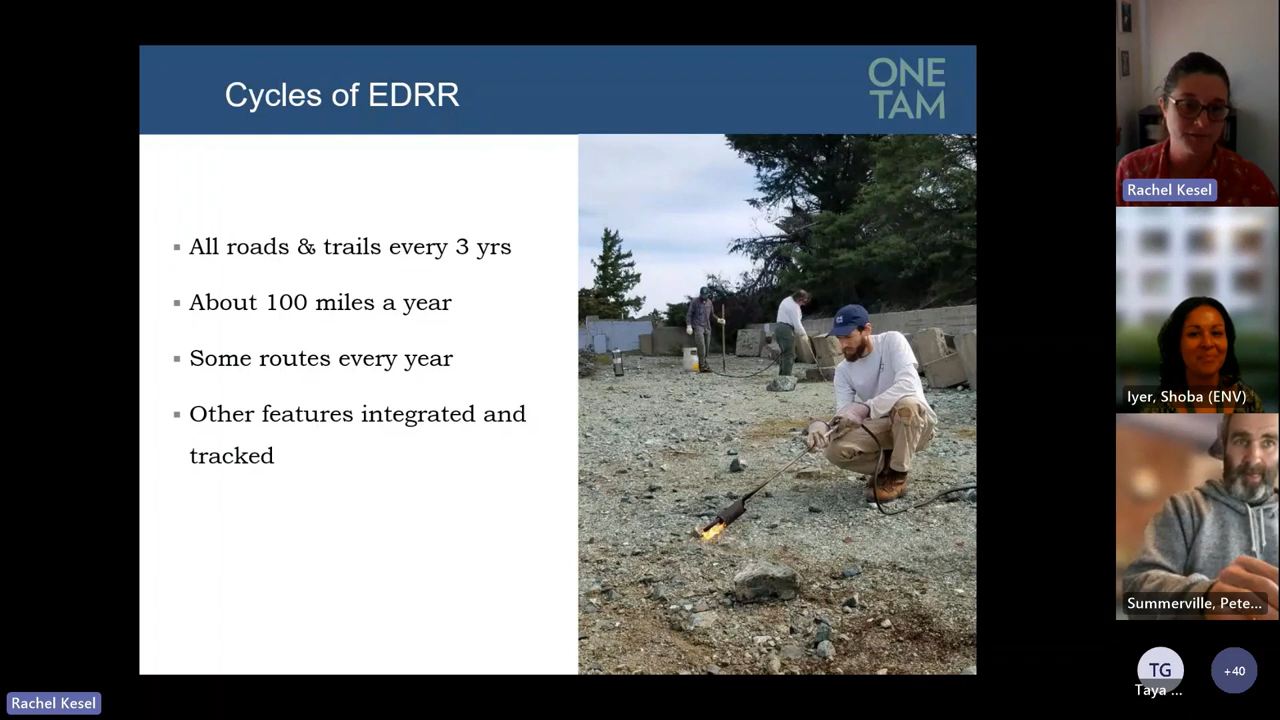 Cycles of EDRR
ONE
TAM
▪ All roads & trails every 3 yrs
▪ About 100 miles a year
▪ Some routes every year
▪ Other features integrated and
tracked
Rachel Kesel
Iyer, Shoba (ENV)
Summerville, Pete...
TG
Taya ...
+40
Rachel Kesel